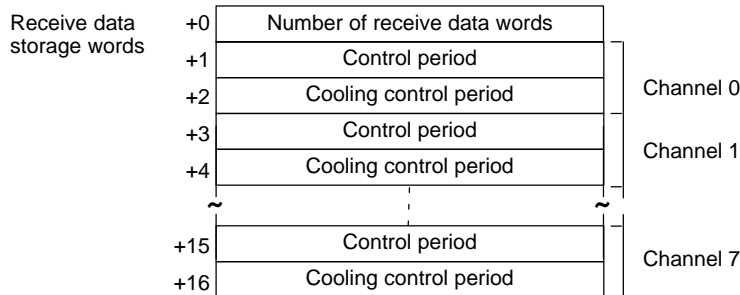 Receive data
storage words
+0 Number of receive data words
+1 Control period
+2 Cooling control period
Channel 0
+3 Control period
+4 Cooling control period
Channel 1
+15 Control period
+16 Cooling control period
Channel 7